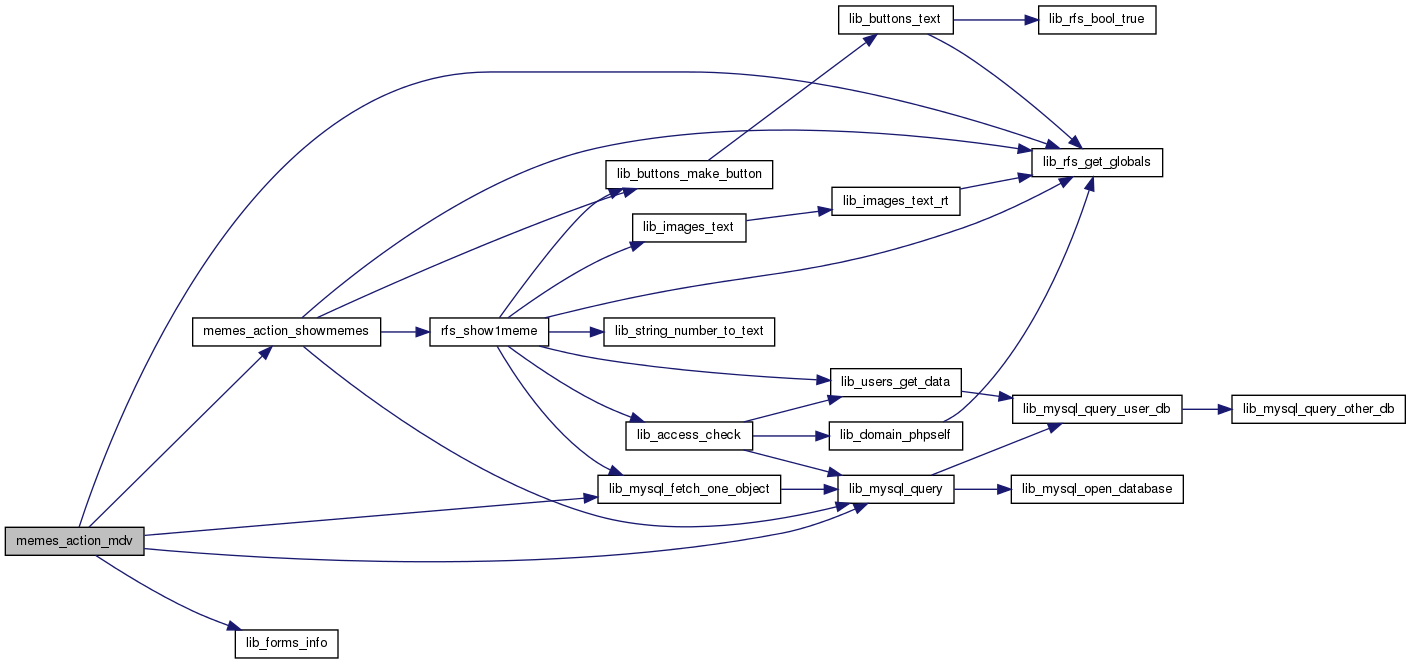 lib_buttons_text
lib_rfs_bool_true
lib_rfs_get_globals
lib_buttons_make_button
lib_images_text_rt
lib_images_text
memes_action_showmemes
rfs_show1meme
lib_string_number_to_text
lib_users_get_data
lib_mysql_query_user_db
lib_mysql_query_other_db
lib_access_check
lib_domain_phpself
lib_mysql_fetch_one_object
lib_mysql_query
lib_mysql_open_database
memes_action_mdv
lib_forms_info